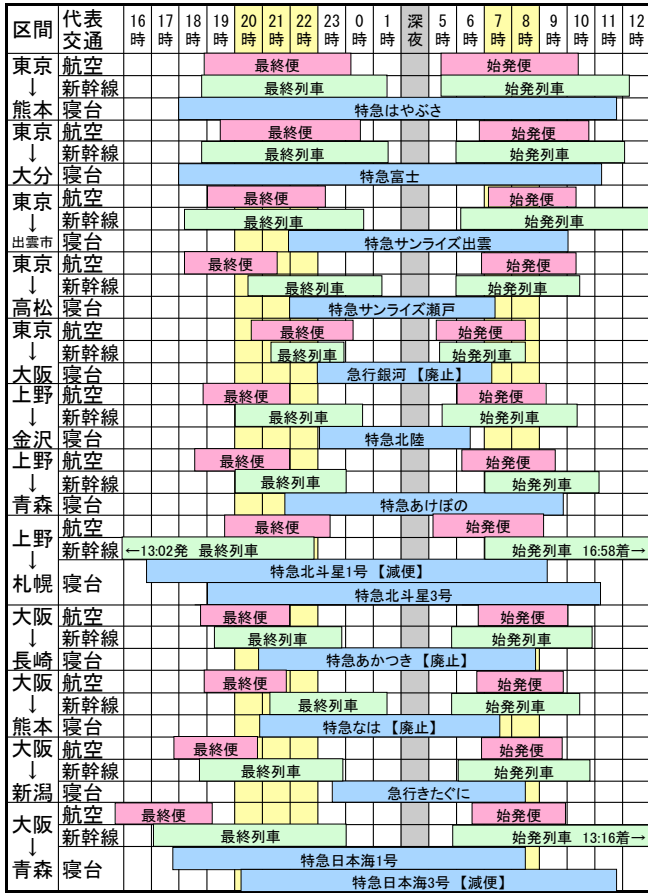 区間 代表交通 16時 17時 18時 19時 20時 21時 22時 23時 0時 1時 深夜 5時 6時 7時 8時 9時 10時 11時 12時
東京↓熊本
航空 最終便 始発便
新幹線 最終列車 始発列車
寝台 特急はやぶさ
東京↓大分
航空 最終便 始発便
新幹線 最終列車 始発列車
寝台 特急富士
東京↓出雲市
航空 最終便 始発便
新幹線 最終列車 始発列車
寝台 特急サンライズ出雲
東京↓高松
航空 最終便 始発便
新幹線 最終列車 始発列車
寝台 特急サンライズ瀬戸
東京↓大阪
航空 最終便 始発便
新幹線 最終列車 始発列車
寝台 急行銀河【廃止】
上野↓金沢
航空 最終便 始発便
新幹線 最終列車 始発列車
寝台 特急北陸
上野↓青森
航空 最終便 始発便
新幹線 最終列車 始発列車
寝台 特急あけぼの
上野↓札幌
航空 最終便 始発便
新幹線 ←13:02発 最終列車 始発列車 16:58着→
寝台 特急北斗星1号【減便】
特急北斗星3号
大阪↓長崎
航空 最終便 始発便
新幹線 最終列車 始発列車
寝台 特急あかつき【廃止】
大阪↓熊本
航空 最終便 始発便
新幹線 最終列車 始発列車
寝台 特急なは【廃止】
大阪↓新潟
航空 最終便 始発便
新幹線 最終列車 始発列車
寝台 急行きたぐに
大阪↓青森
航空 最終便 始発便
新幹線 最終列車 始発列車 13:16着→
寝台 特急日本海1号
特急日本海3号【減便】